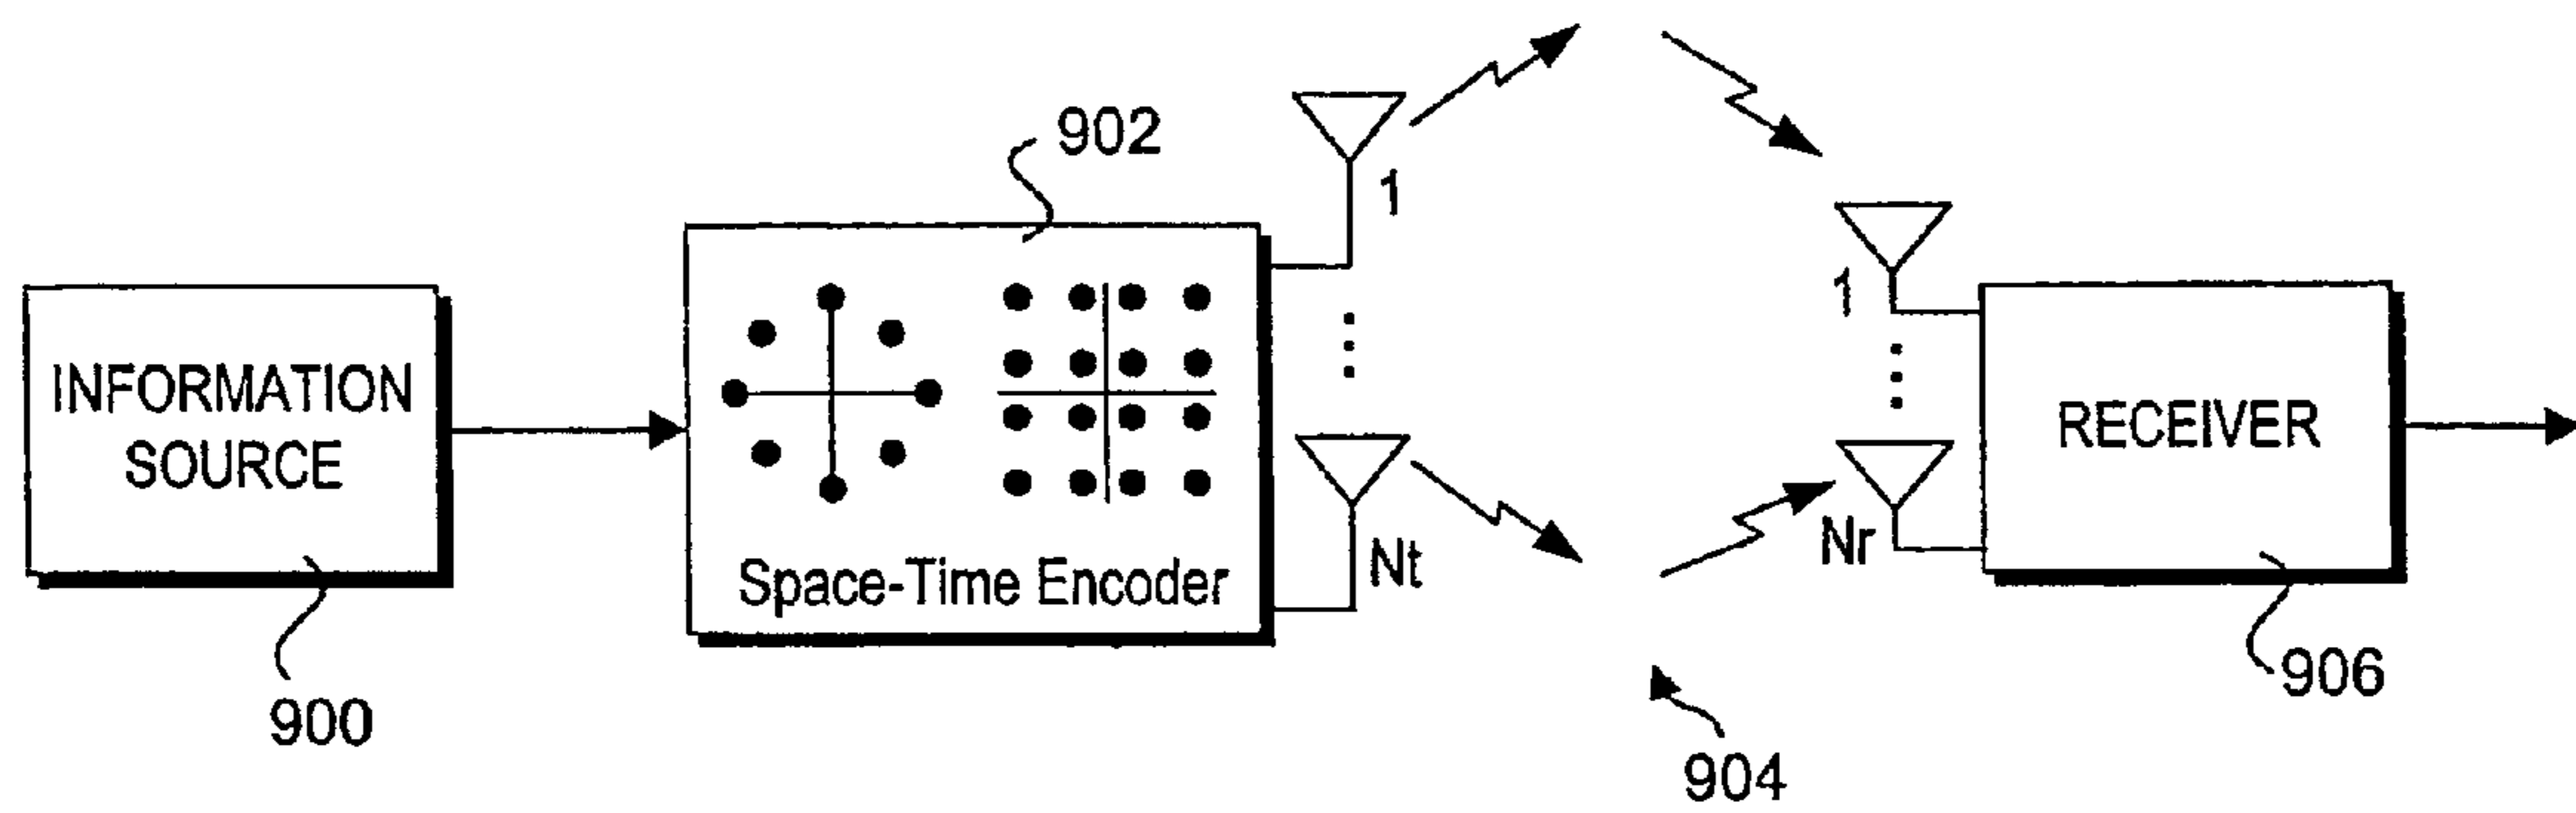 902
1
1
INFORMATION
SOURCE
RECEIVER
Nt
Nr
Space-Time Encoder
900
906
904